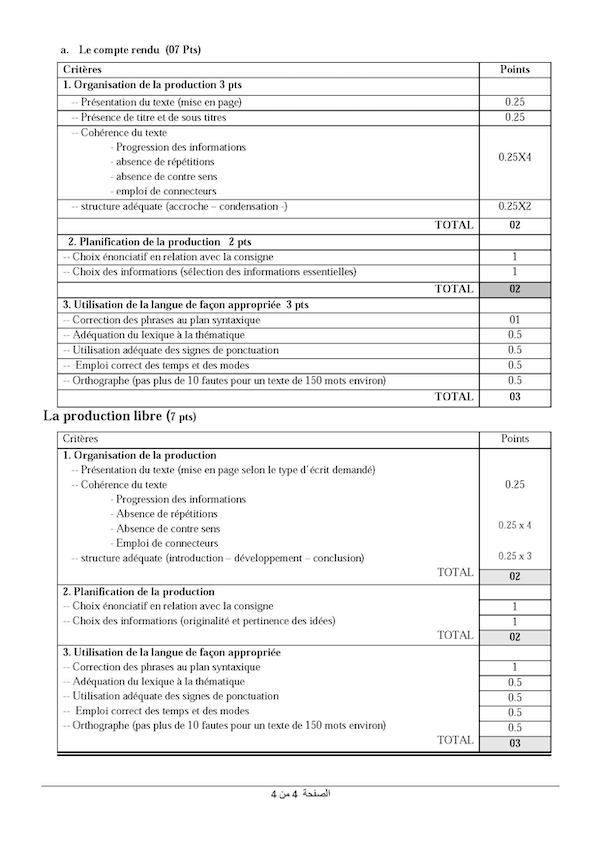 a. Le compte rendu (07 Pts)
Critères Points
1. Organisation de la production 3 pts
-- Présentation du texte (mise en page) 0.25
-- Présence de titre et de sous titres 0.25
-- Cohérence du texte
- Progression des informations
- absence de répétitions 0.25X4
- absence de contre sens
- emploi de connecteurs
-- structure adéquate (accroche – condensation -) 0.25X2
TOTAL 02
2. Planification de la production 2 pts
-- Choix énonciatif en relation avec la consigne 1
-- Choix des informations (sélection des informations essentielles) 1
TOTAL 02
3. Utilisation de la langue de façon appropriée 3 pts
-- Correction des phrases au plan syntaxique 01
-- Adéquation du lexique à la thématique 0.5
-- Utilisation adéquate des signes de ponctuation 0.5
-- Emploi correct des temps et des modes 0.5
-- Orthographe (pas plus de 10 fautes pour un texte de 150 mots environ) 0.5
TOTAL 03
La production libre (7 pts)
Critères Points
1. Organisation de la production
-- Présentation du texte (mise en page selon le type d'écrit demandé)
-- Cohérence du texte 0.25
- Progression des informations
- Absence de répétitions
- Absence de contre sens 0.25 x 4
- Emploi de connecteurs
-- structure adéquate (introduction – développement – conclusion) 0.25 x 3
TOTAL 02
2. Planification de la production
-- Choix énonciatif en relation avec la consigne 1
-- Choix des informations (originalité et pertinence des idées) 1
TOTAL 02
3. Utilisation de la langue de façon appropriée
-- Correction des phrases au plan syntaxique 1
-- Adéquation du lexique à la thématique 0.5
-- Utilisation adéquate des signes de ponctuation 0.5
-- Emploi correct des temps et des modes 0.5
-- Orthographe (pas plus de 10 fautes pour un texte de 150 mots environ) 0.5
TOTAL 03
الصفحة 4 من 4